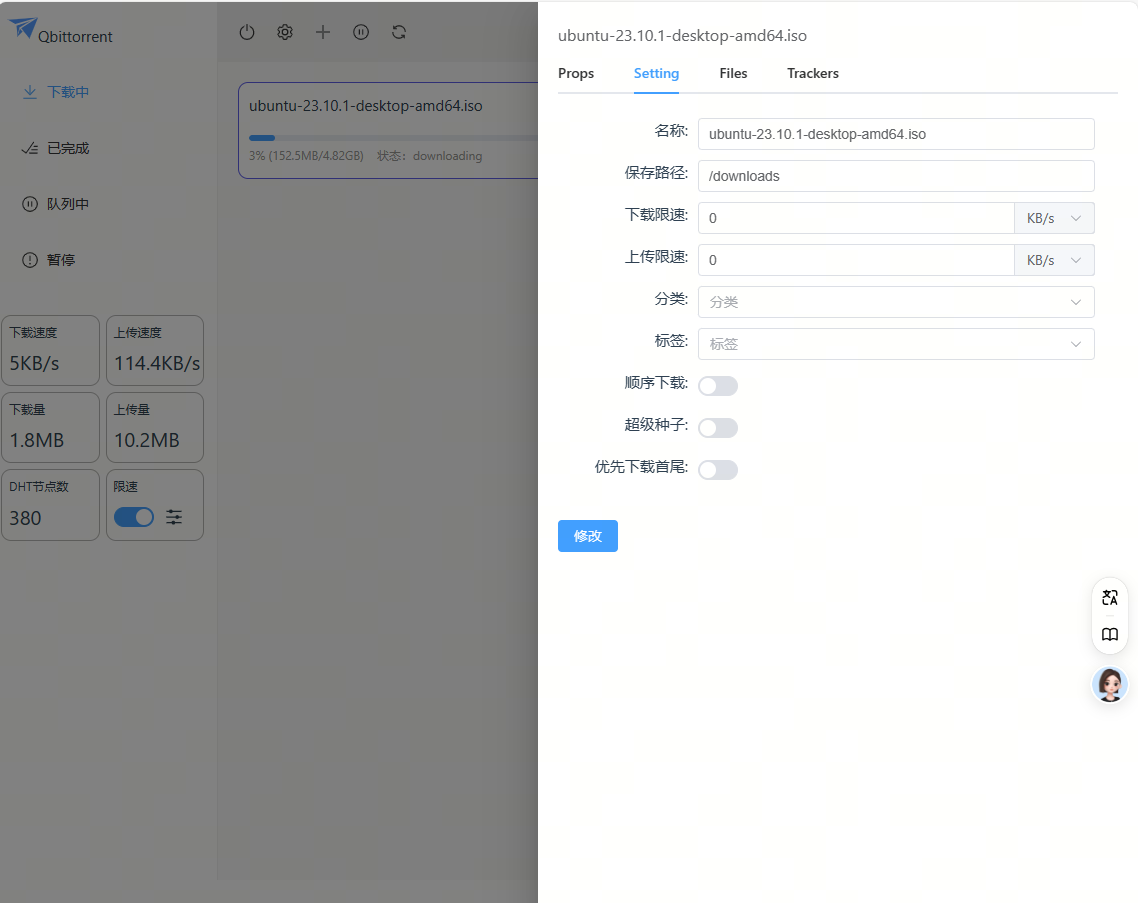 Qbittorrent
下载中
已完成
队列中
暂停
下载速度
5KB/s
上传速度
114.4KB/s
下载量
1.8MB
上传量
10.2MB
DHT节点数
380
限速
ubuntu-23.10.1-desktop-amd64.iso
3% (152.5MB/4.82GB) 状态：downloading
ubuntu-23.10.1-desktop-amd64.iso
Props Setting Files Trackers
名称: ubuntu-23.10.1-desktop-amd64.iso
保存路径: /downloads
下载限速: 0 KB/s
上传限速: 0 KB/s
分类: 分类
标签: 标签
顺序下载:
超级种子:
优先下载首尾:
修改